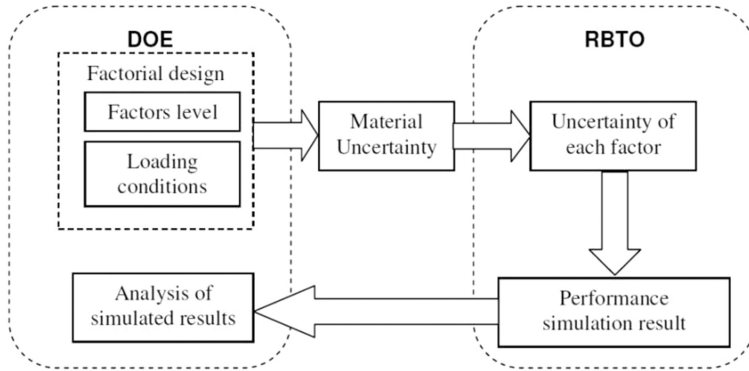 DOE
Factorial design
Factors level
Loading
conditions
Material
Uncertainty
RBTO
Uncertainty of
each factor
Performance
simulation result
Analysis of
simulated results